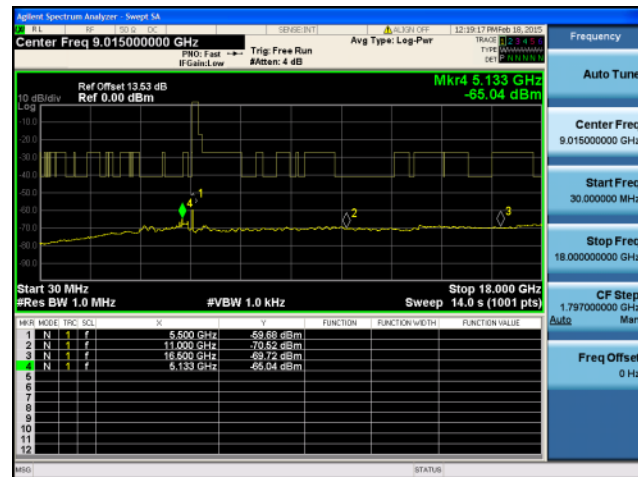 Agilent Spectrum Analyzer - Swept SA
RL RF 50 Ω DC SENSE:INT ALIGN OFF 12:19:17 PM Feb 18, 2015
Center Freq 9.015000000 GHz
PNO: Fast
IFGain:Low
Trig: Free Run
#Atten: 4 dB
Avg Type: Log-Pwr
TRACE 1 2 3 4 5 6
TYPE
DET P N N N N N
Mkr4 5.133 GHz
-65.04 dBm
Ref Offset 13.53 dB
10 dB/div Ref 0.00 dBm
Log
-10.0
-20.0
-30.0
-40.0
-50.0
-60.0
-70.0
-80.0
-90.0
1
4
2
3
Start 30 MHz Stop 18.000 GHz
#Res BW 1.0 MHz #VBW 1.0 kHz Sweep 14.0 s (1001 pts)
MKR MODE TRC SCL X Y FUNCTION FUNCTION WIDTH FUNCTION VALUE
1 N 1 f 5.500 GHz -59.68 dBm
2 N 1 f 11.000 GHz -70.52 dBm
3 N 1 f 16.500 GHz -69.72 dBm
4 N 1 f 5.133 GHz -65.04 dBm
5
6
7
8
9
10
11
12
MSG STATUS
Frequency
Auto Tune
Center Freq
9.015000000 GHz
Start Freq
30.000000 MHz
Stop Freq
18.000000000 GHz
CF Step
1.797000000 GHz
Auto Man
Freq Offset
0 Hz